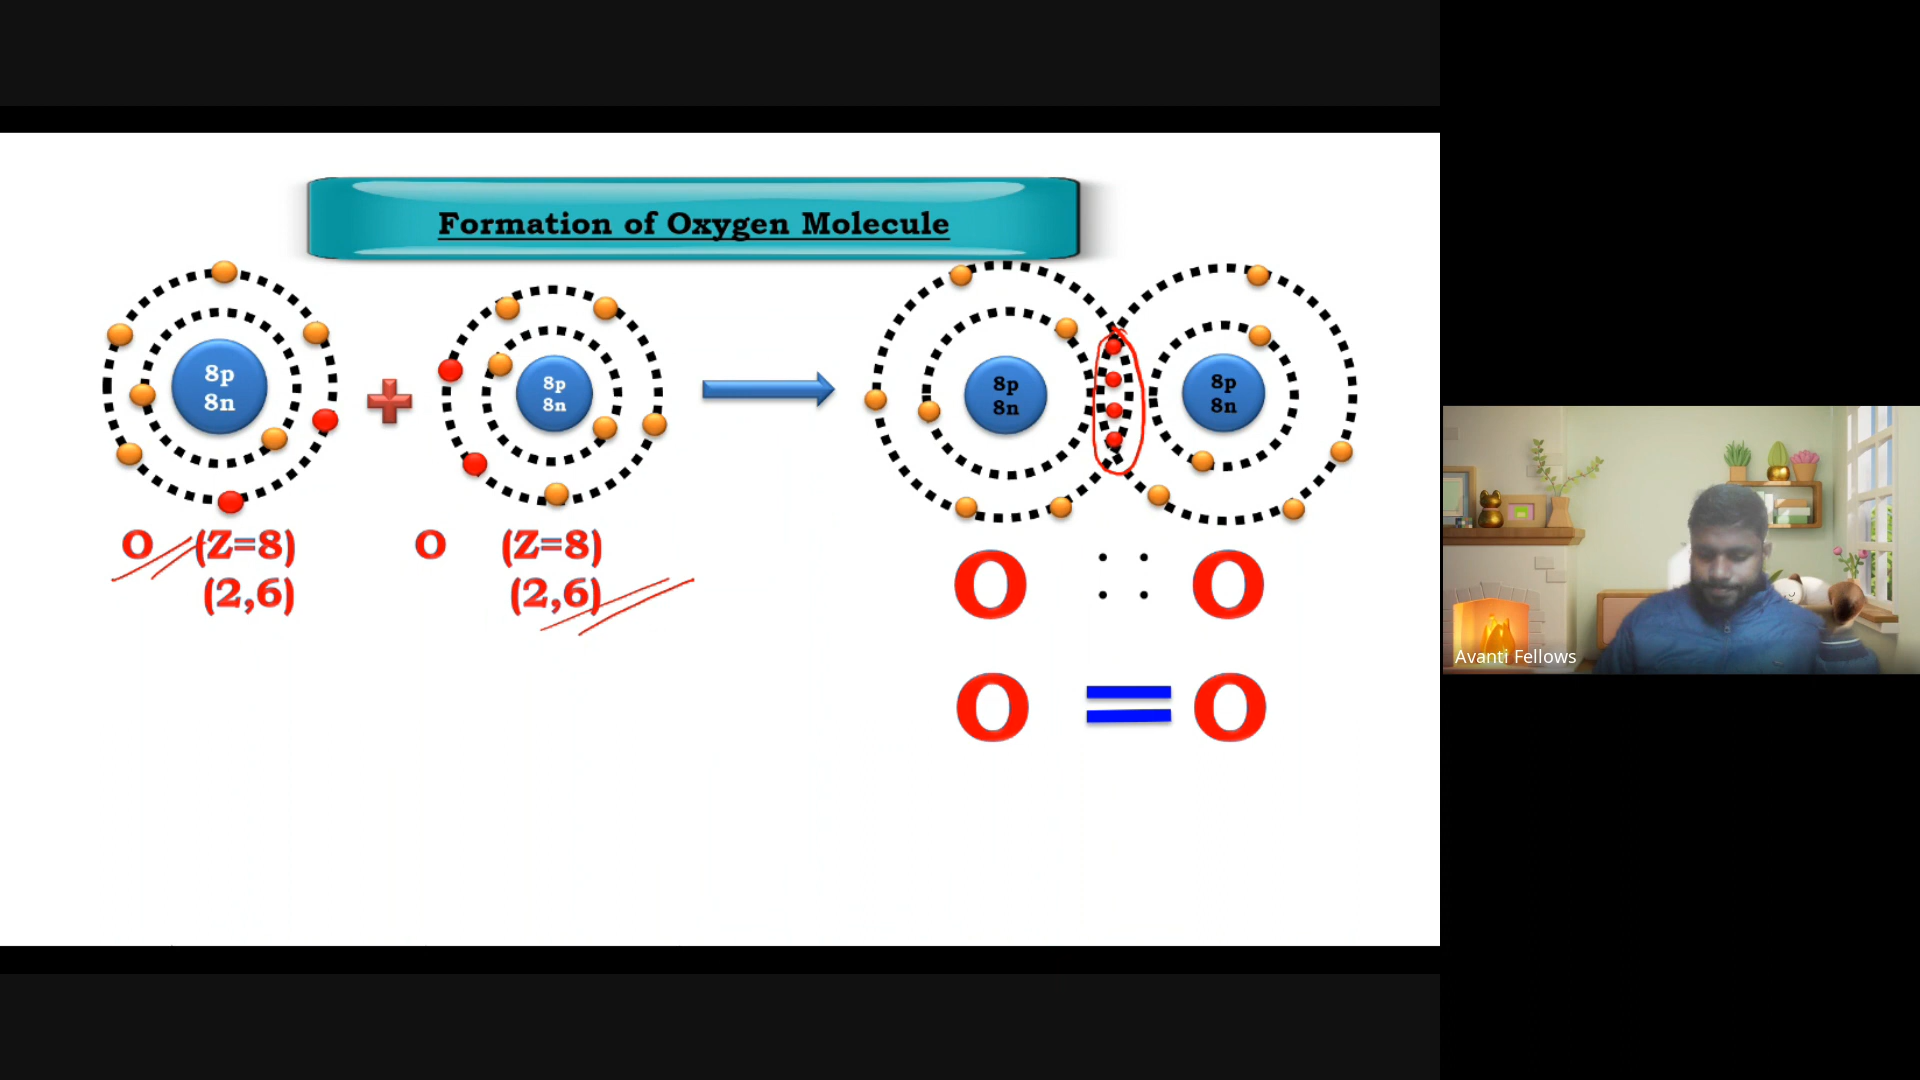 Formation of Oxygen Molecule
8p
8n
8p
8n
8p
8n
8p
8n
O (Z=8)
(2,6)
O (Z=8)
(2,6)
O :: O
O = O
Avanti Fellows